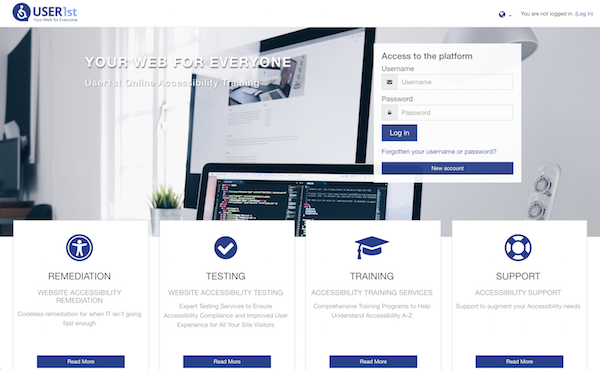 USER1st
Your Web for Everyone
You are not logged in. (Log in)
YOUR WEB FOR EVERYONE
User1st Online Accessibility Training
Access to the platform
Username
Username
Password
Password
Log in
Forgotten your username or password?
New account
REMEDIATION
WEBSITE ACCESSIBILITY
REMEDIATION
Codeless remediation for when IT isn't going
fast enough
Read More
TESTING
WEBSITE ACCESSIBILITY TESTING
Expert Testing Services to Ensure
Accessibility Compliance and Improved User
Experience for All Your Site Visitors
Read More
TRAINING
ACCESSIBILITY TRAINING SERVICES
Comprehensive Training Programs to Help
Understand Accessibility A-Z
Read More
SUPPORT
ACCESSIBILITY SUPPORT
Support to augment your Accessibility needs
Read More